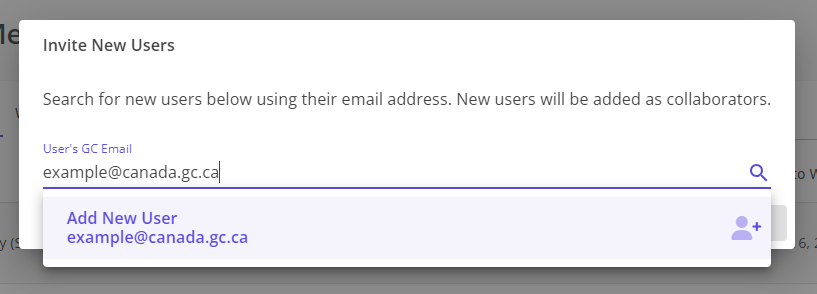 Invite New Users
Search for new users below using their email address. New users will be added as collaborators.
User's GC Email
example@canada.gc.ca
Add New User
example@canada.gc.ca